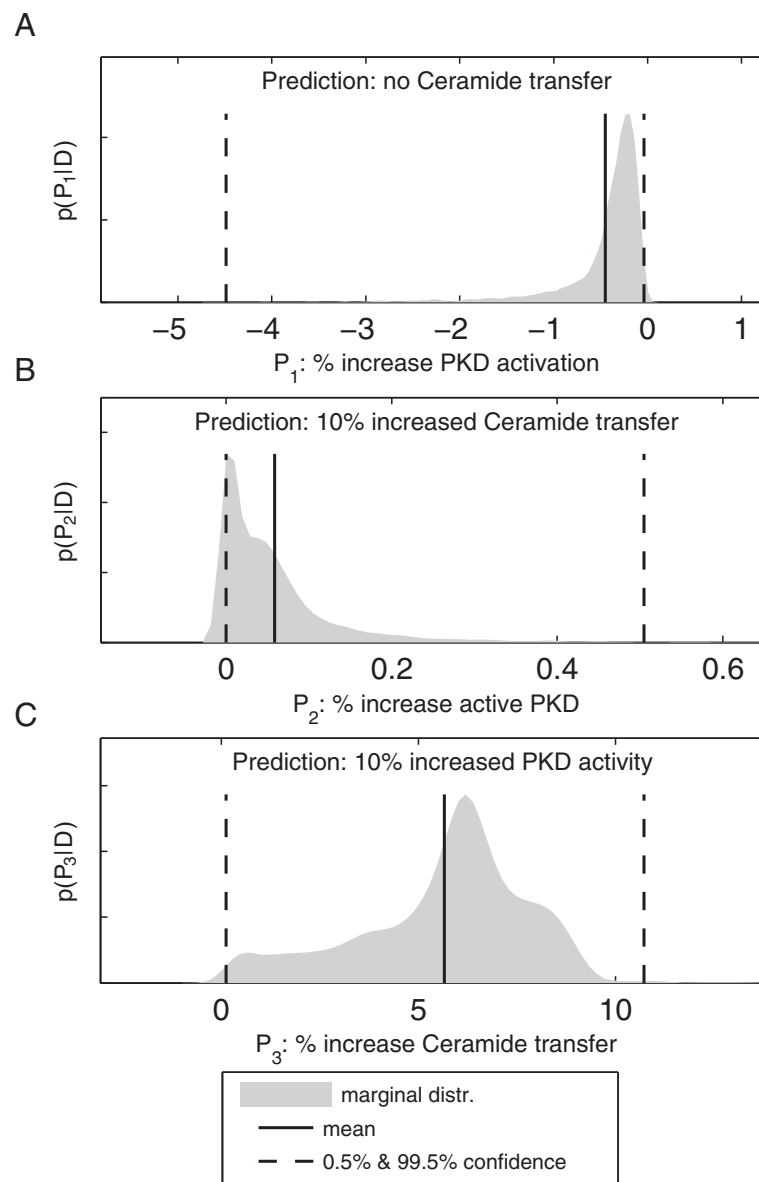 A
Prediction: no Ceramide transfer
p(P1|D)
−5 −4 −3 −2 −1 0 1
P1: % increase PKD activation
B
Prediction: 10% increased Ceramide transfer
p(P2|D)
0 0.2 0.4 0.6
P2: % increase active PKD
C
Prediction: 10% increased PKD activity
p(P3|D)
0 5 10
P3: % increase Ceramide transfer
marginal distr.
mean
0.5% & 99.5% confidence